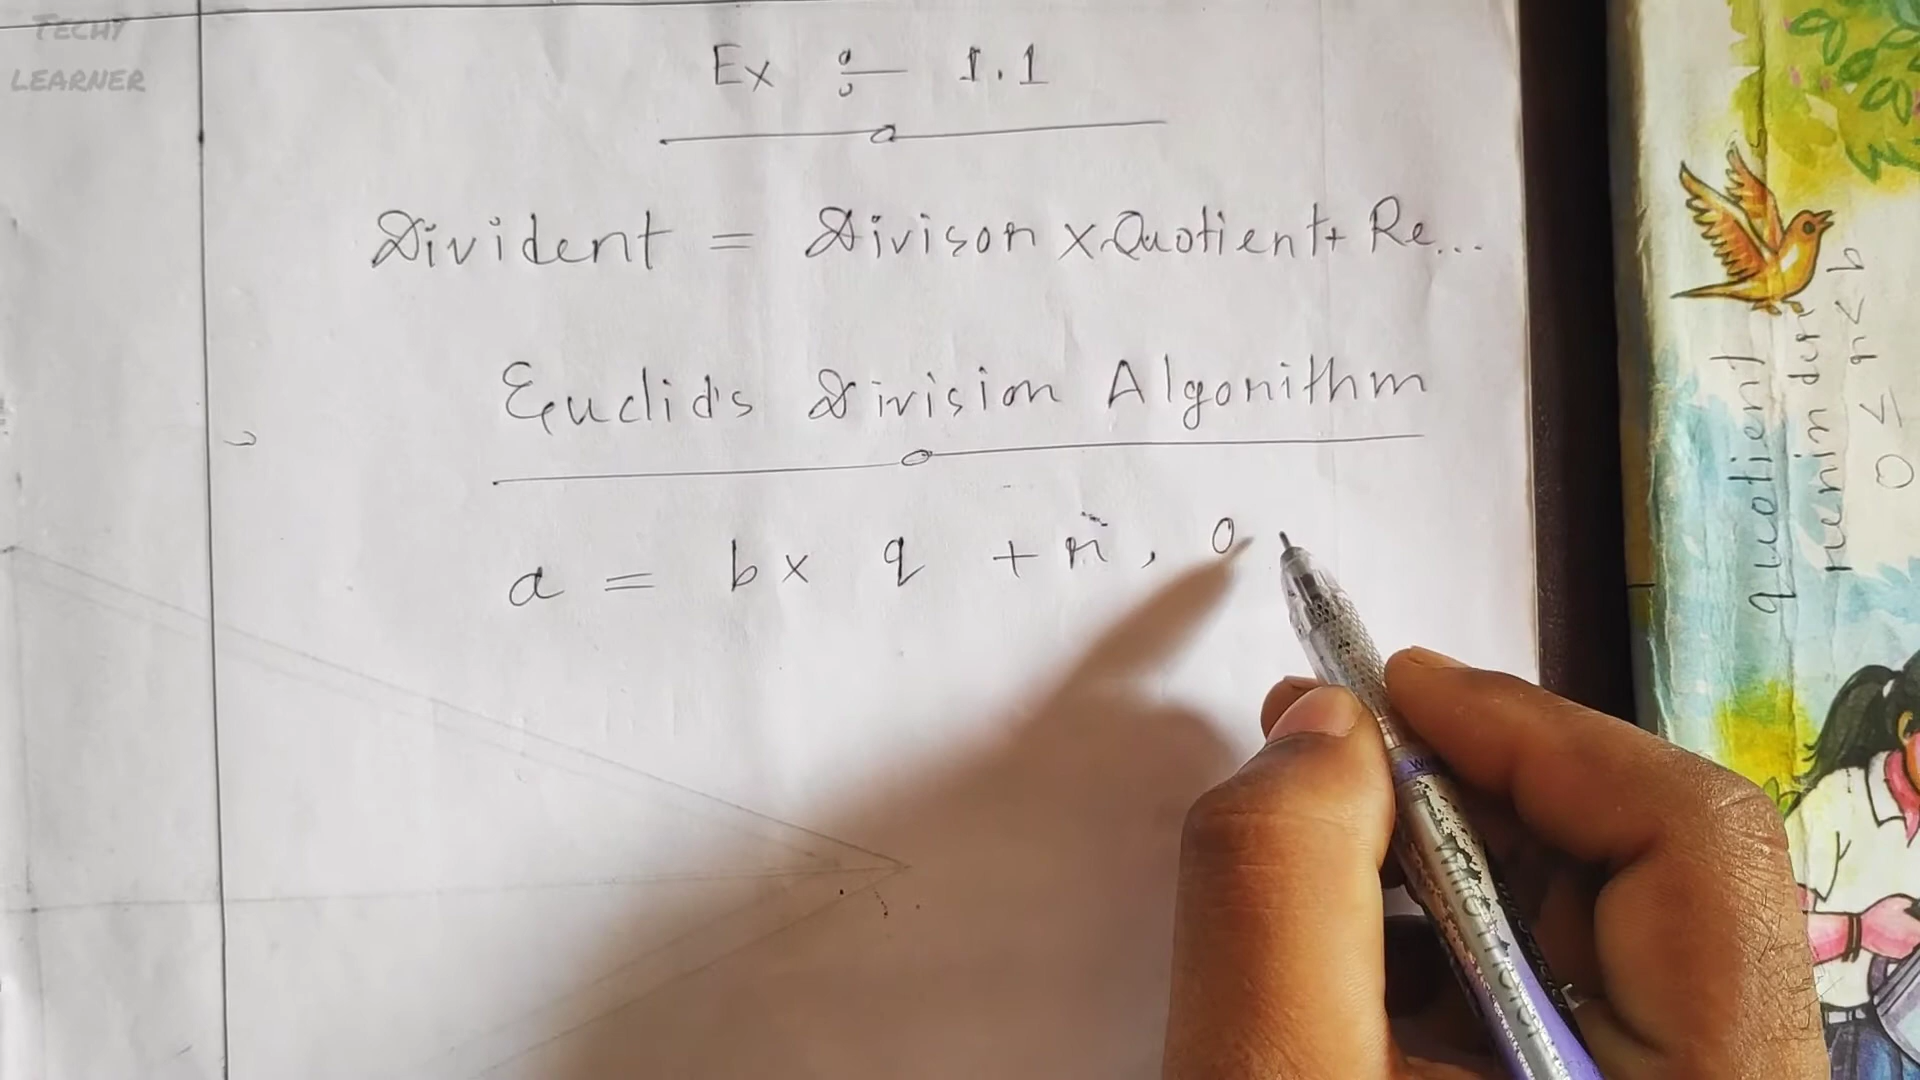 TECHY
LEARNER
Ex ÷ 1.1
Divident = Divison x Quotient + Re...
Euclid's Division Algorithm
a = b x q + r, 0
quotient
remainder
0 ≤ r < b